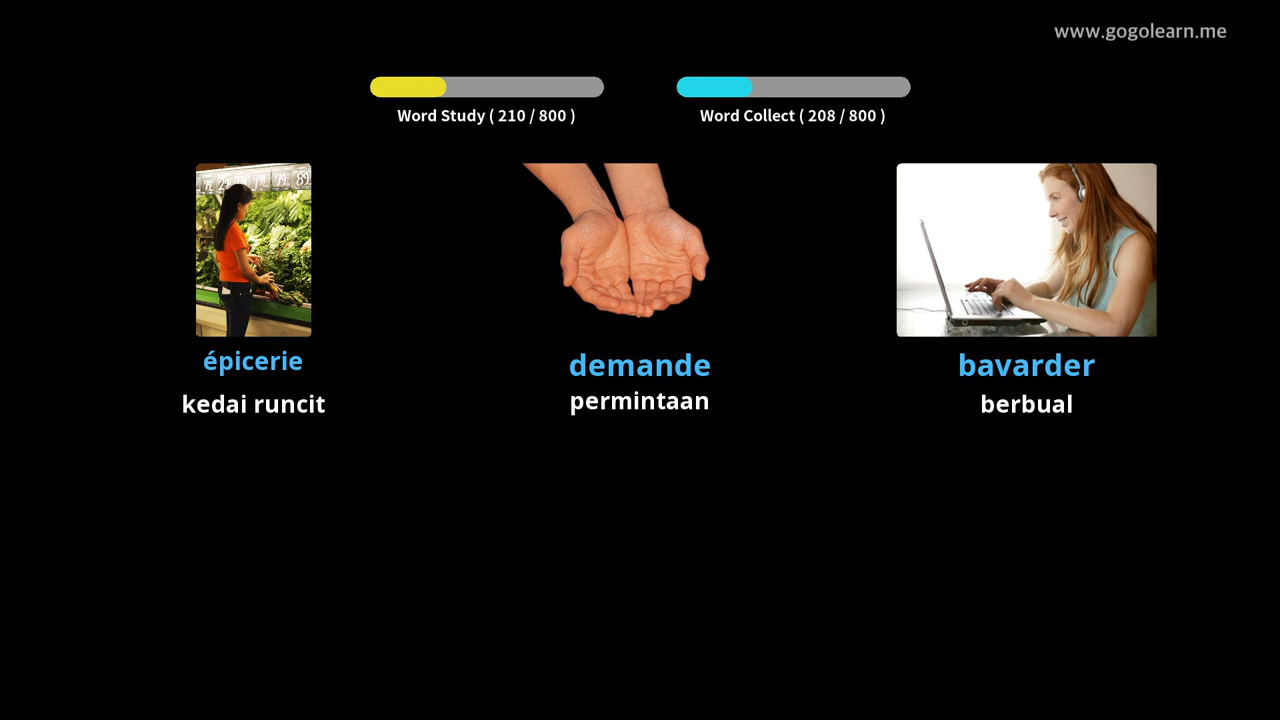 www.gogolearn.me
Word Study ( 210 / 800 )
Word Collect ( 208 / 800 )
épicerie
kedai runcit
demande
permintaan
bavarder
berbual